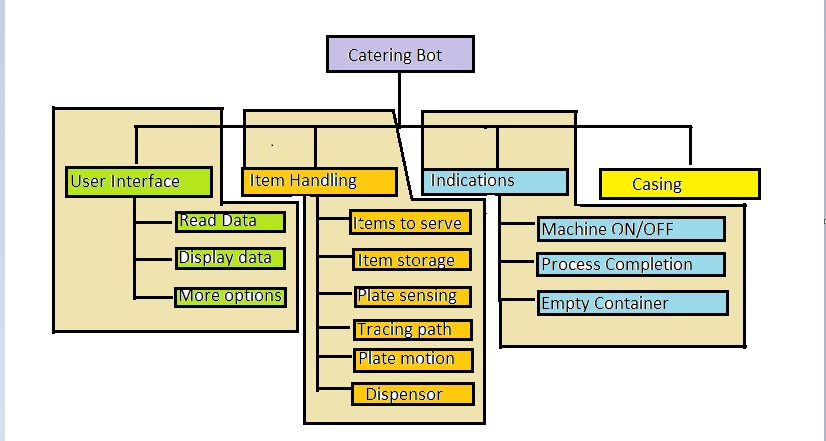 Catering Bot
User Interface
Read Data
Display data
More options
Item Handling
Items to serve
Item storage
Plate sensing
Tracing path
Plate motion
Dispensor
Indications
Machine ON/OFF
Process Completion
Empty Container
Casing